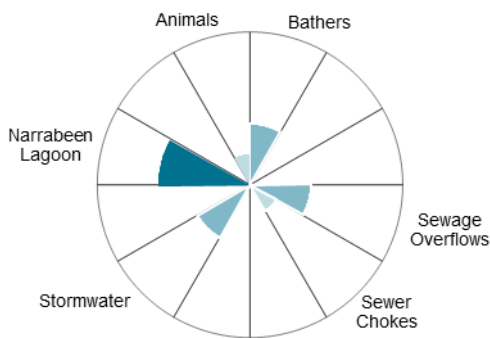 Animals
Bathers
Narrabeen
Lagoon
Sewage
Overflows
Stormwater
Sewer
Chokes